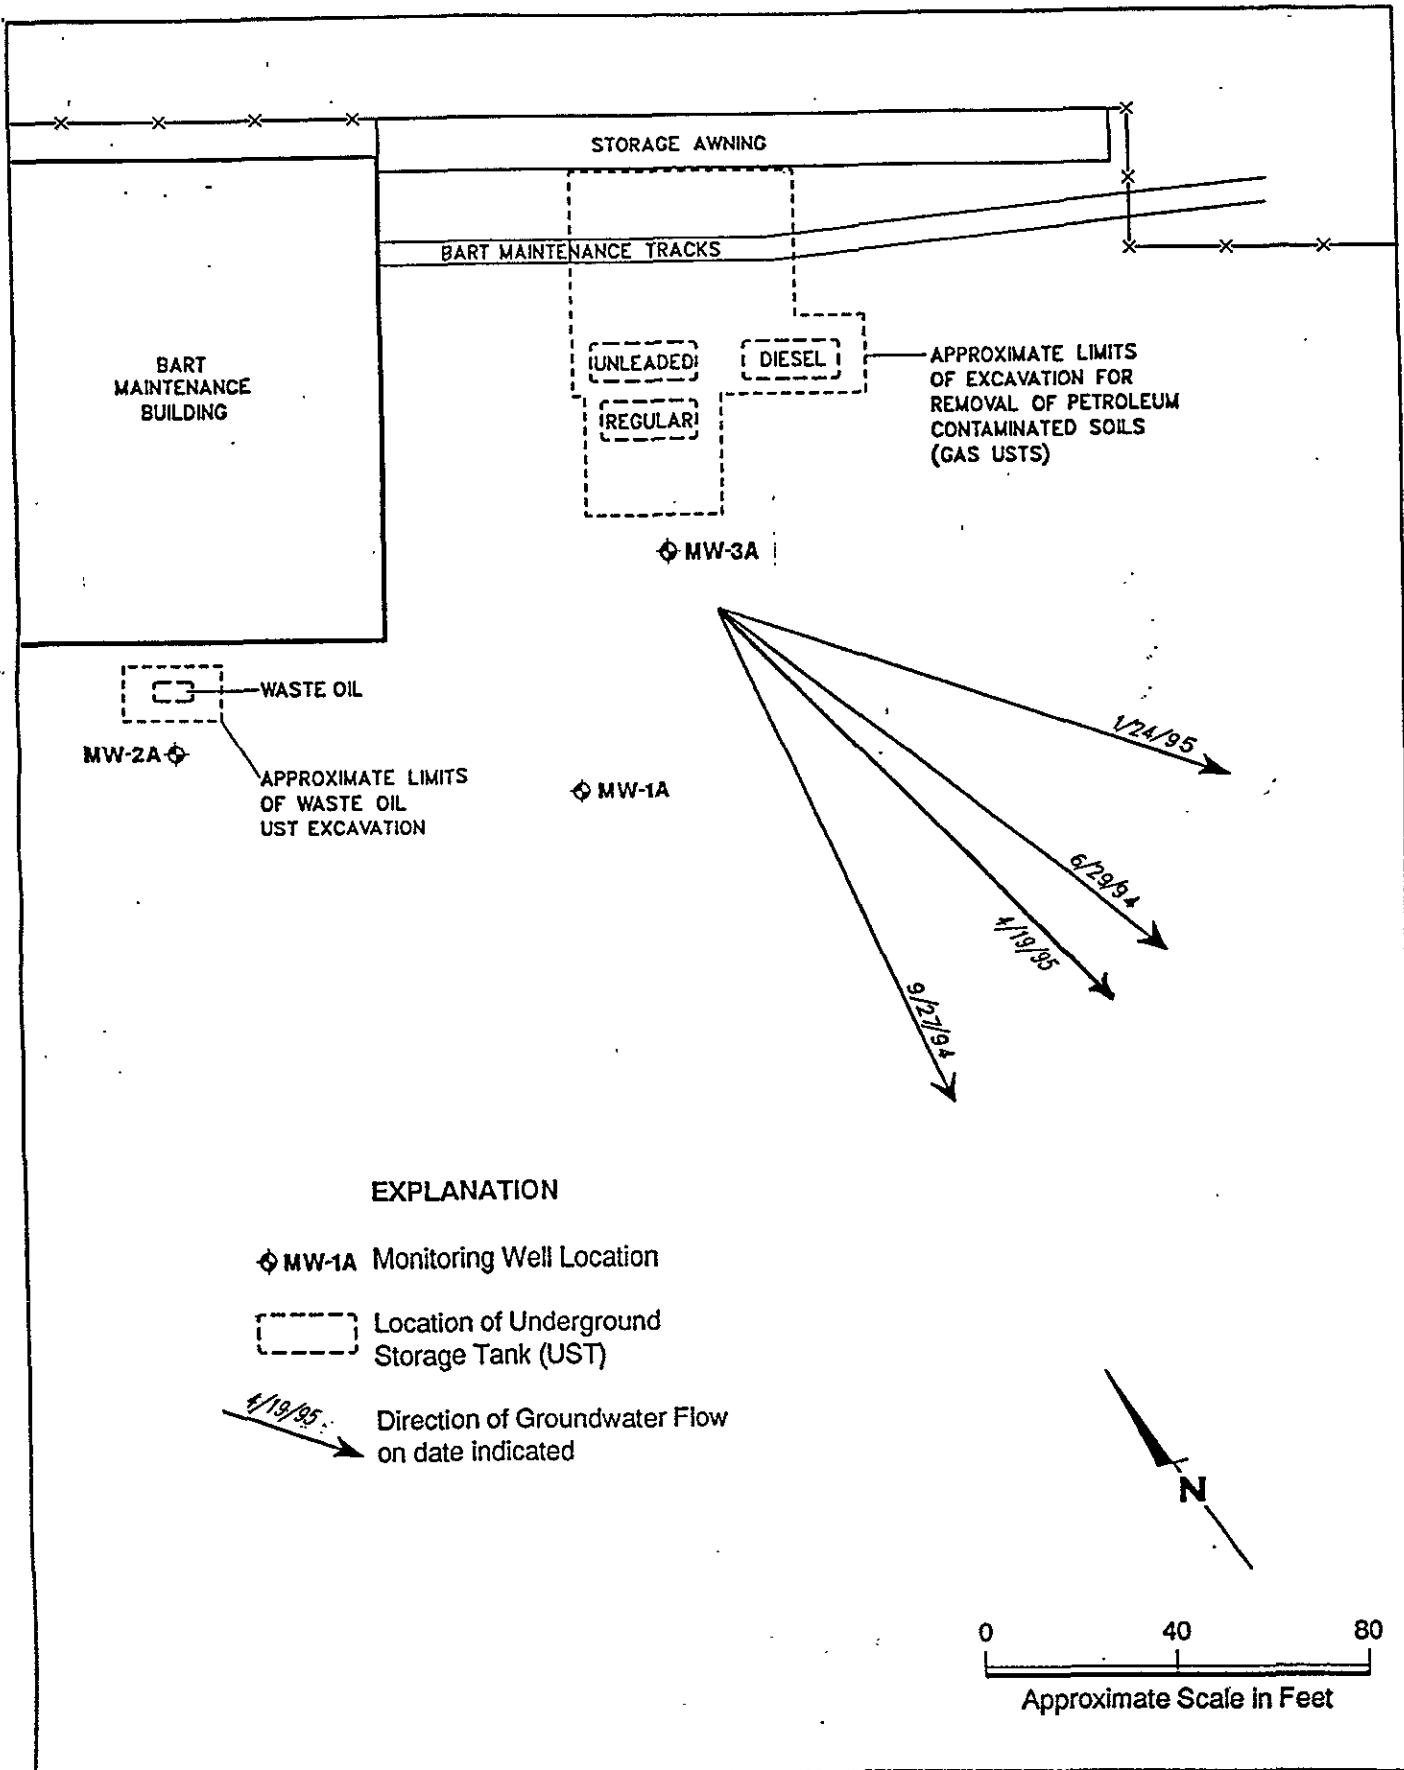 STORAGE AWNING
BART MAINTENANCE TRACKS
BART
MAINTENANCE
BUILDING
UNLEADED
DIESEL
REGULAR
APPROXIMATE LIMITS
OF EXCAVATION FOR
REMOVAL OF PETROLEUM
CONTAMINATED SOILS
(GAS USTS)
MW-3A
WASTE OIL
MW-2A
APPROXIMATE LIMITS
OF WASTE OIL
UST EXCAVATION
MW-1A
1/24/95
6/29/94
4/19/95
9/27/94
EXPLANATION
MW-1A Monitoring Well Location
Location of Underground
Storage Tank (UST)
4/19/95
Direction of Groundwater Flow
on date indicated
N
0 40 80
Approximate Scale in Feet